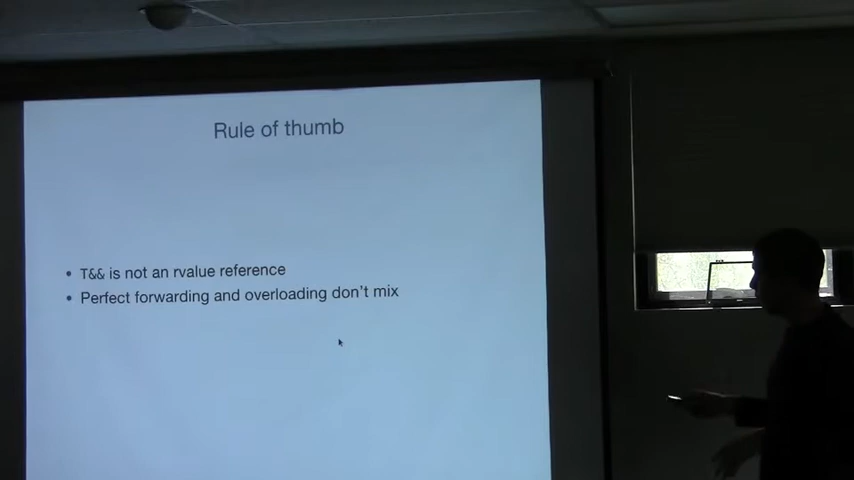 Rule of thumb
• T&& is not an rvalue reference
• Perfect forwarding and overloading don't mix